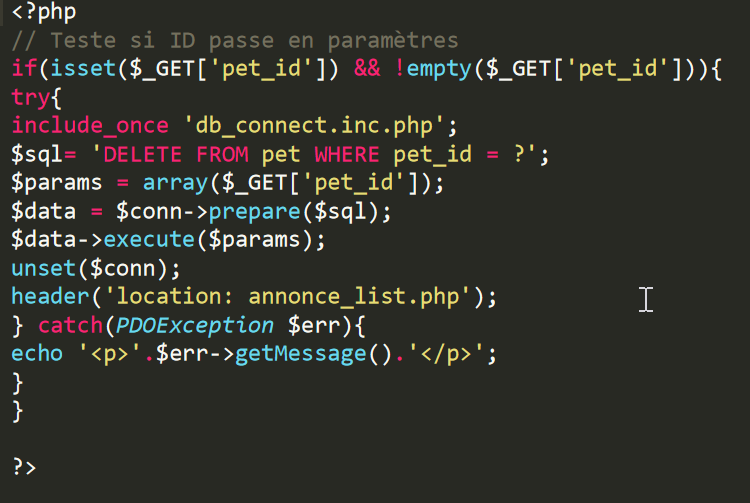 <?php
// Teste si ID passe en paramètres
if(isset($_GET['pet_id']) && !empty($_GET['pet_id'])){
try{
include_once 'db_connect.inc.php';
$sql= 'DELETE FROM pet WHERE pet_id = ?';
$params = array($_GET['pet_id']);
$data = $conn->prepare($sql);
$data->execute($params);
unset($conn);
header('location: annonce_list.php');
} catch(PDOException $err){
echo '<p>'.$err->getMessage().'</p>';
}
}
?>